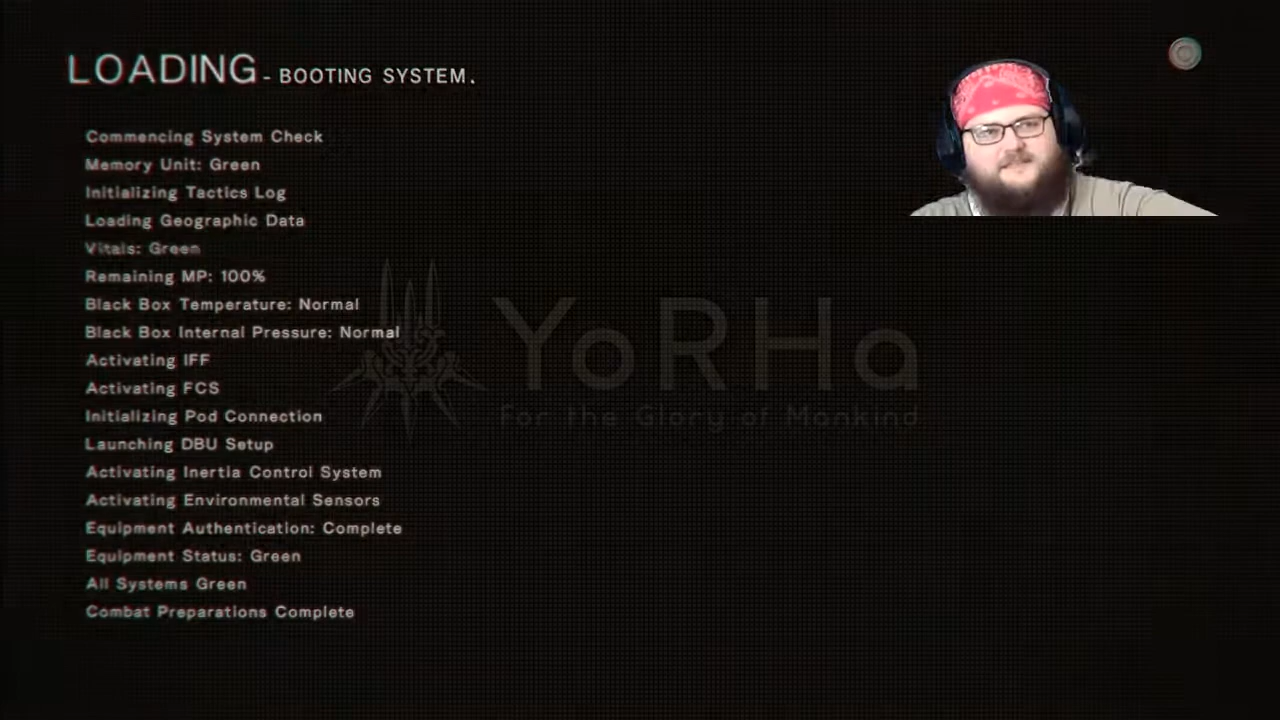 LOADING - BOOTING SYSTEM.
Commencing System Check
Memory Unit: Green
Initializing Tactics Log
Loading Geographic Data
Vitals: Green
Remaining MP: 100%
Black Box Temperature: Normal
Black Box Internal Pressure: Normal
Activating IFF
Activating FCS
Initializing Pod Connection
Launching DBU Setup
Activating Inertia Control System
Activating Environmental Sensors
Equipment Authentication: Complete
Equipment Status: Green
All Systems Green
Combat Preparations Complete
YoRHa
For the Glory of Mankind